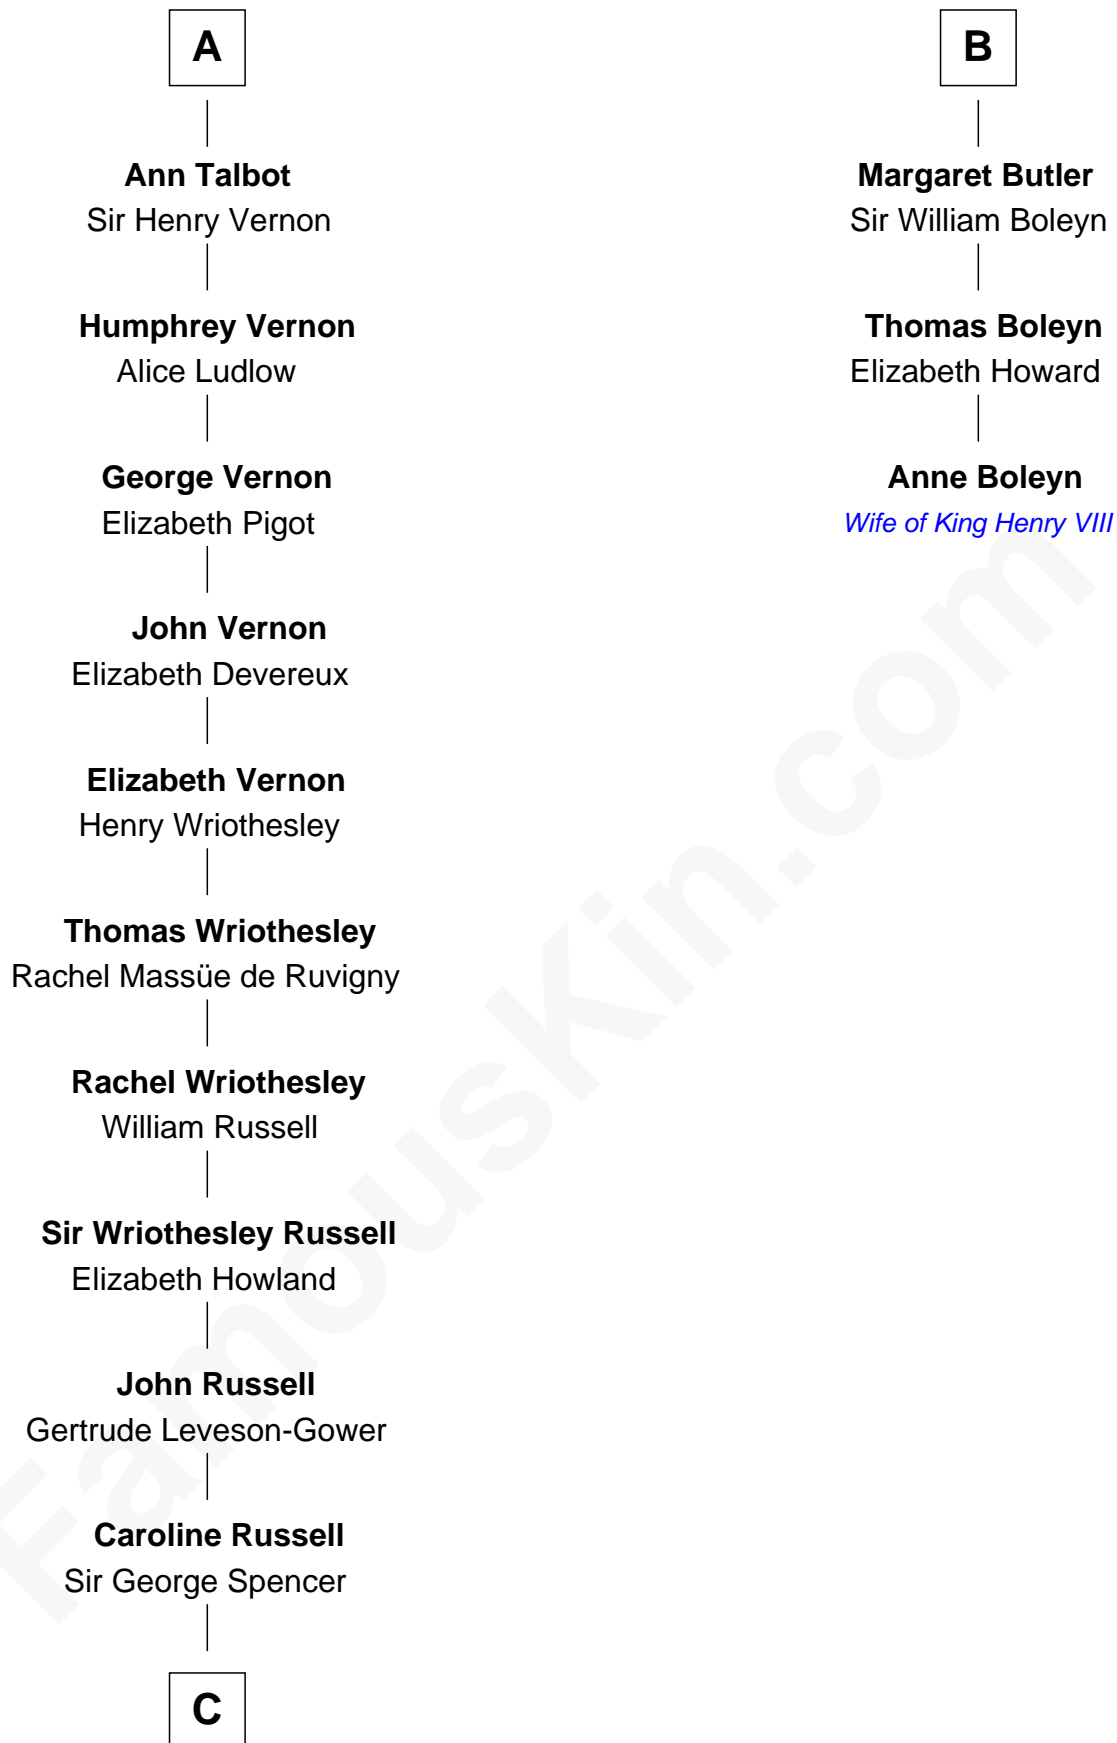 A
Ann Talbot
Sir Henry Vernon
Humphrey Vernon
Alice Ludlow
George Vernon
Elizabeth Pigot
John Vernon
Elizabeth Devereux
Elizabeth Vernon
Henry Wriothesley
Thomas Wriothesley
Rachel Massüe de Ruvigny
Rachel Wriothesley
William Russell
Sir Wriothesley Russell
Elizabeth Howland
John Russell
Gertrude Leveson-Gower
Caroline Russell
Sir George Spencer
C
B
Margaret Butler
Sir William Boleyn
Thomas Boleyn
Elizabeth Howard
Anne Boleyn
Wife of King Henry VIII
FamousKin.com